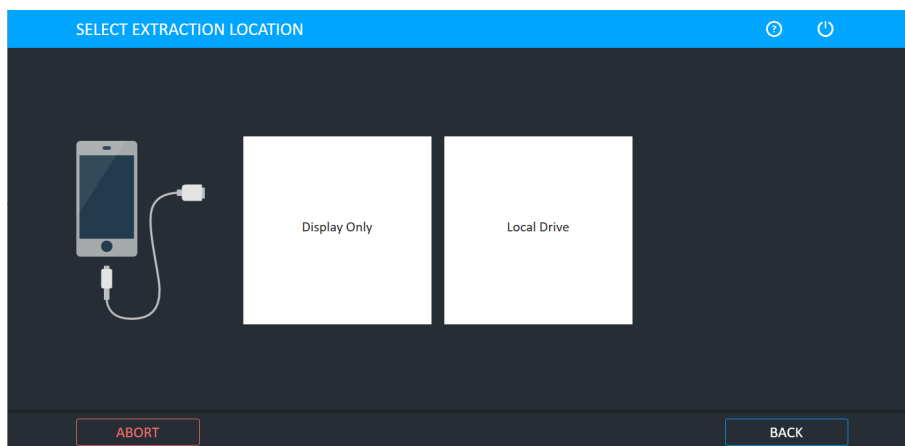 SELECT EXTRACTION LOCATION
Display Only
Local Drive
ABORT
BACK